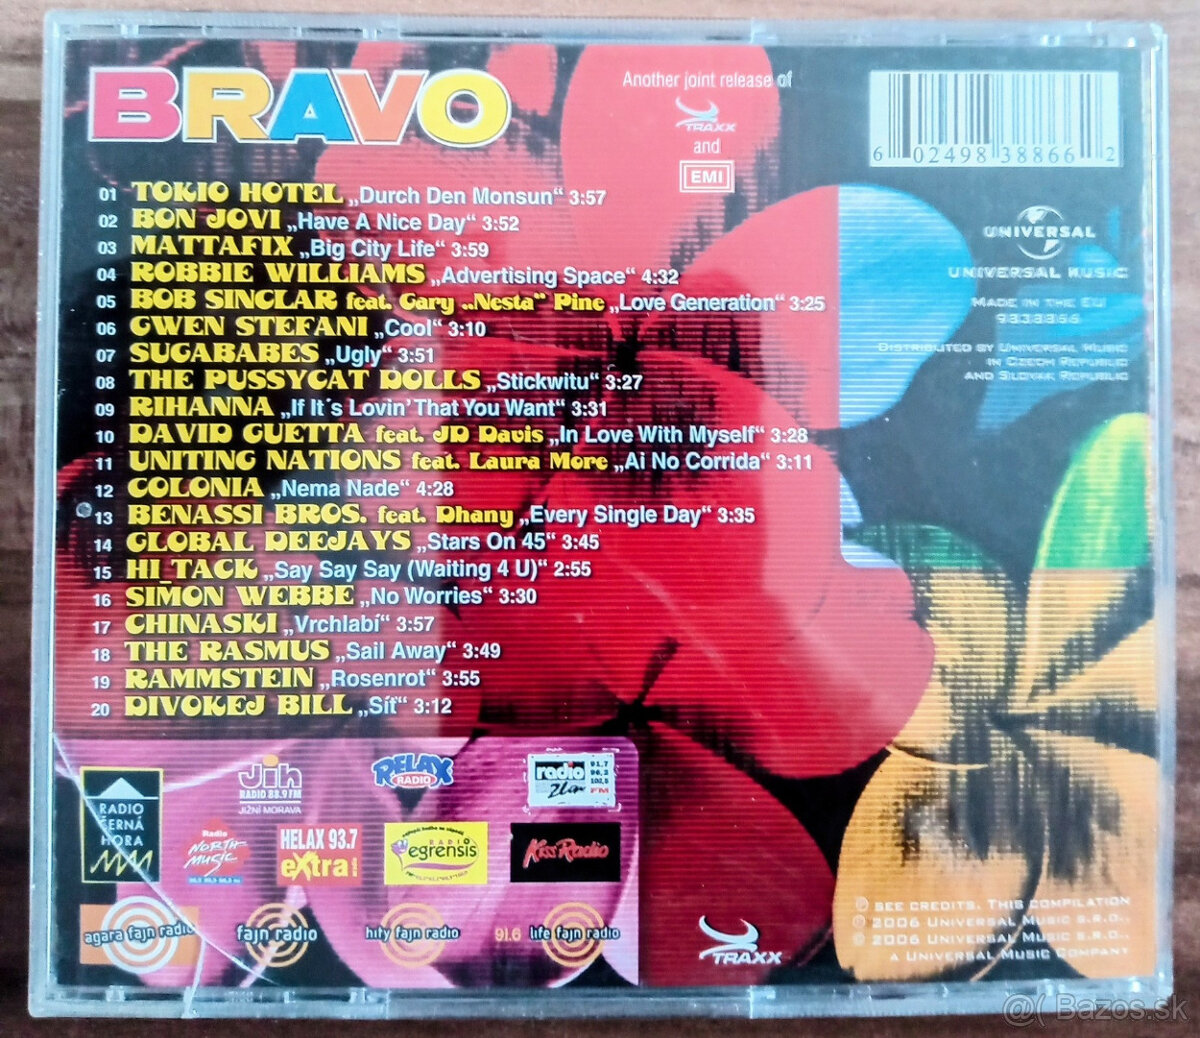 BRAVO
Another joint release of
TRAXX
and
EMI
6 02498 38866 2
01 TOKIO HOTEL „Durch Den Monsun“ 3:57
02 BON JOVI „Have A Nice Day“ 3:52
03 MATTAFIX „Big City Life“ 3:59
04 ROBBIE WILLIAMS „Advertising Space“ 4:32
05 BOB SINCLAR feat. Gary „Nesta“ Pine „Love Generation“ 3:25
06 GWEN STEFANI „Cool“ 3:10
07 SUGABABES „Ugly“ 3:51
08 THE PUSSYCAT DOLLS „Stickwitu“ 3:27
09 RIHANNA „If It´s Lovin' That You Want“ 3:31
10 DAVID GUETTA feat. JD Davis „In Love With Myself“ 3:28
11 UNITING NATIONS feat. Laura More „Ai No Corrida“ 3:11
12 COLONIA „Nema Nade“ 4:28
13 BENASSI BROS. feat. Dhany „Every Single Day“ 3:35
14 GLOBAL DEEJAYS „Stars On 45“ 3:45
15 HI_TACK „Say Say Say (Waiting 4 U)“ 2:55
16 SIMON WEBBE „No Worries“ 3:30
17 CHINASKI „Vrchlabí“ 3:57
18 THE RASMUS „Sail Away“ 3:49
19 RAMMSTEIN „Rosenrot“ 3:55
20 DIVOKEJ BILL „Síť“ 3:12
UNIVERSAL
UNIVERSAL MUSIC
MADE IN THE EU
9838866
DISTRIBUTED BY UNIVERSAL MUSIC
IN CZECH REPUBLIC
AND SLOVAK REPUBLIC
RADIO
ČERNÁ
HORA
Jih
RADIO 88.9 FM
JIŽNÍ MORAVA
RELAX
RADIO
radio
Zlín
91,7
96,2
102,5
FM
Radio
NORTH
MUSIC
HELAX 93.7
eXtra
RADIO
egrensis
Kiss Radio
agara fajn radio
fajn radio
hity fajn radio
91.6 life fajn radio
TRAXX
℗ SEE CREDITS. THIS COMPILATION
℗ 2006 UNIVERSAL MUSIC S.R.O.,
© 2006 UNIVERSAL MUSIC S.R.O.,
A UNIVERSAL MUSIC COMPANY
@( Bazos.sk